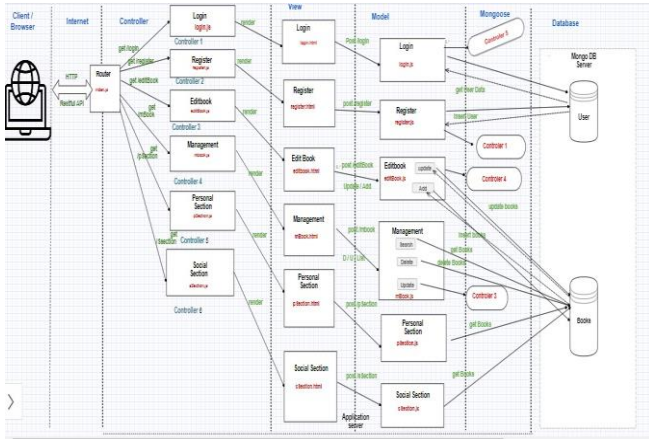 Client /
Browser
Internet
Controller
View
Model
Mongoose
Database
HTTP
Restful API
Router
index.js
get /login
get /register
get /editBook
get
/mbook
get
/pSection
get
/sSection
Login
login.js
Controller 1
Register
register.js
Controller 2
Editbook
editBook.js
Controller 3
Management
mbook.js
Controller 4
Personal
Section
pSection.js
Controller 5
Social
Section
sSection.js
Controller 6
render
render
render
render
render
render
Login
login.html
Register
register.html
Edit Book
editbook.html
Management
mBook.html
Personal
Section
pSection.html
Social Section
sSection.html
Application
server
Post /login
post /register
post /editBook
Update / Add
post /mbook
D / U / List
post /pSection
post /sSection
Login
login.js
Register
register.js
Editbook
editBook.js
Update
Add
Management
Search
Delete
Update
mBook.js
Personal
Section
pSection.js
Social Section
sSection.js
Controller 5
Controller 1
Controller 4
Controller 3
get User Data
Insert User
update books
Insert books
get Books
delete Books
get Books
get Books
Mongo DB
Server
User
Books